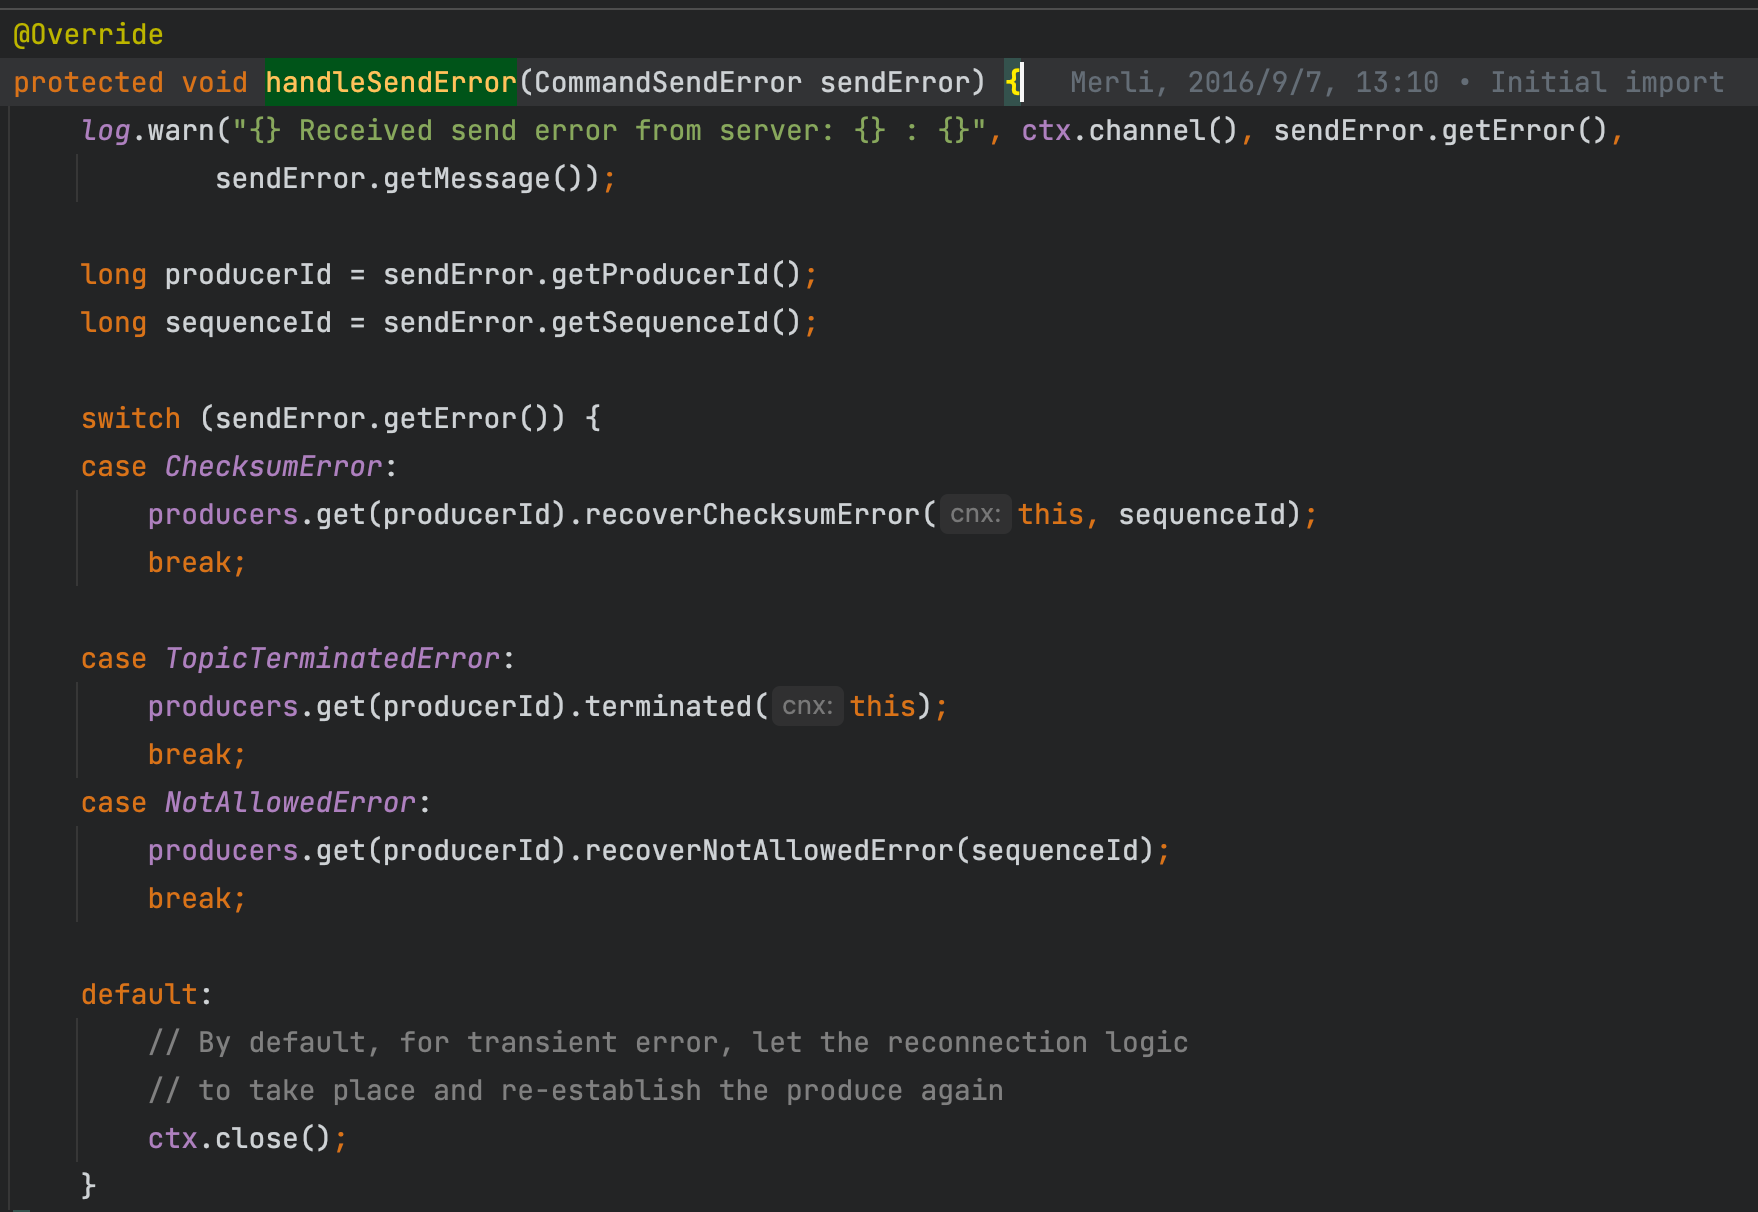 @Override
protected void handleSendError(CommandSendError sendError) {   Merli, 2016/9/7, 13:10 • Initial import
    log.warn("{} Received send error from server: {} : {}", ctx.channel(), sendError.getError(),
            sendError.getMessage());
    long producerId = sendError.getProducerId();
    long sequenceId = sendError.getSequenceId();
    switch (sendError.getError()) {
    case ChecksumError:
        producers.get(producerId).recoverChecksumError( cnx: this, sequenceId);
        break;
    case TopicTerminatedError:
        producers.get(producerId).terminated( cnx: this);
        break;
    case NotAllowedError:
        producers.get(producerId).recoverNotAllowedError(sequenceId);
        break;
    default:
        // By default, for transient error, let the reconnection logic
        // to take place and re-establish the produce again
        ctx.close();
    }